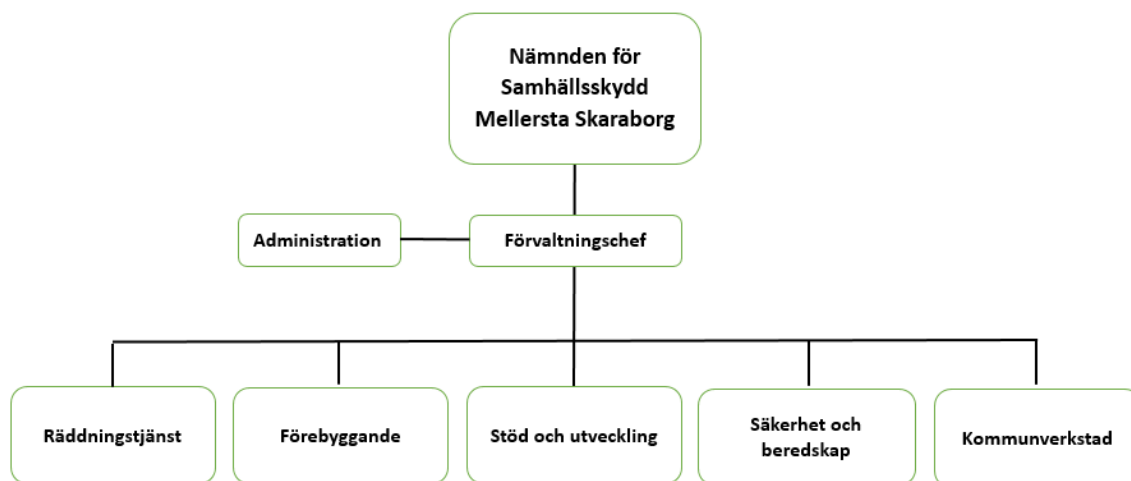 Nämnden för
Samhällsskydd
Mellersta Skaraborg
Administration
Förvaltningschef
Räddningstjänst
Förebyggande
Stöd och utveckling
Säkerhet och
beredskap
Kommunverkstad